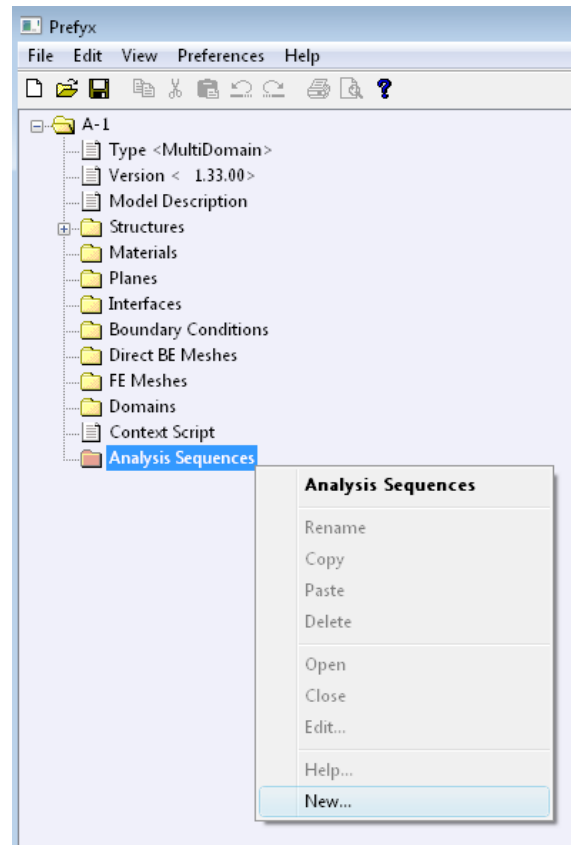 Prefyx
File Edit View Preferences Help
A-1
Type <MultiDomain>
Version < 1.33.00>
Model Description
Structures
Materials
Planes
Interfaces
Boundary Conditions
Direct BE Meshes
FE Meshes
Domains
Context Script
Analysis Sequences
Analysis Sequences
Rename
Copy
Paste
Delete
Open
Close
Edit...
Help...
New...